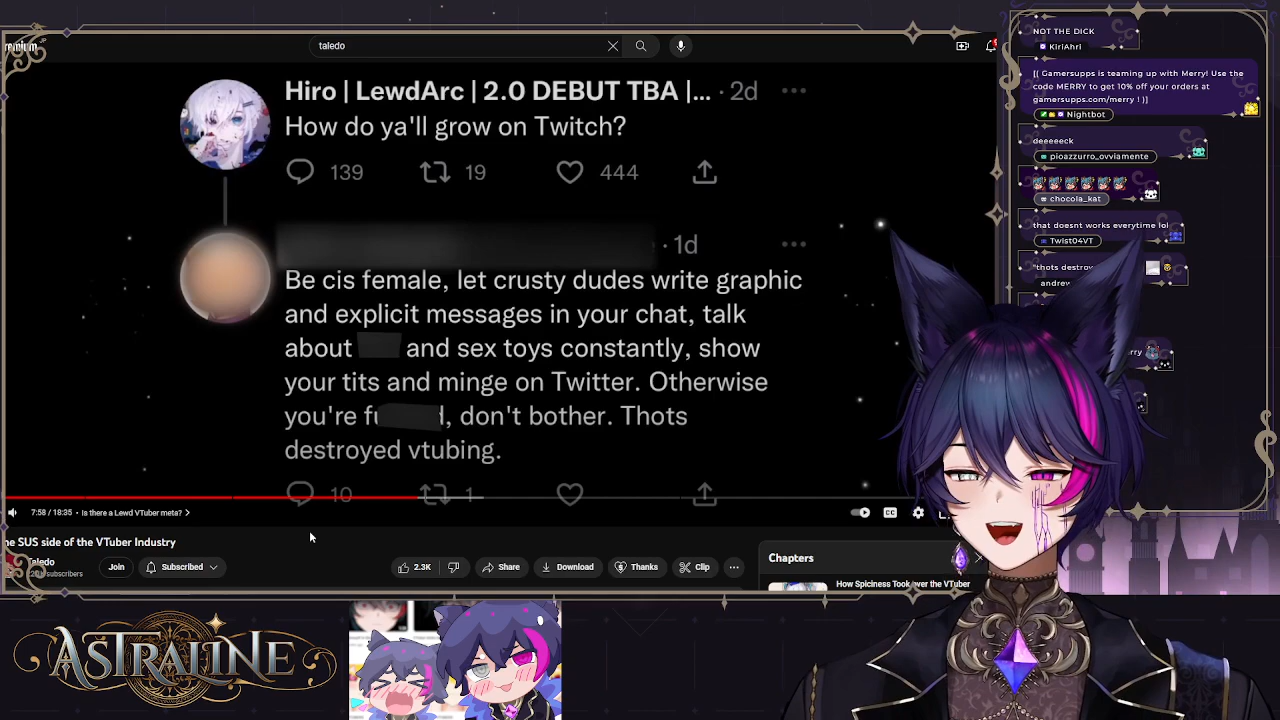 taledo
Hiro | LewdArc | 2.0 DEBUT TBA |... · 2d
How do ya'll grow on Twitch?
139 19 444
· 1d
Be cis female, let crusty dudes write graphic
and explicit messages in your chat, talk
about and sex toys constantly, show
your tits and minge on Twitter. Otherwise
you're don't bother. Thots
destroyed vtubing.
10 1
7:58 / 18:35 • Is there a Lewd VTuber meta? >
he SUS side of the VTuber Industry
Taledo
subscribers
Join
Subscribed
2.3K
Share
Download
Thanks
Clip
Chapters
How Spiciness Took over the VTuber
NOT THE DICK
KiriAhri
[( Gamersupps is teaming up with Merry! Use the
code MERRY to get 10% off your orders at
gamersupps.com/merry ! )]
Nightbot
deeeeeck
pioazzurro_ovviamente
chocola_kat
that doesnt works everytime lol
Twist04VT
"thots destroy
andrew
ASTRALINE